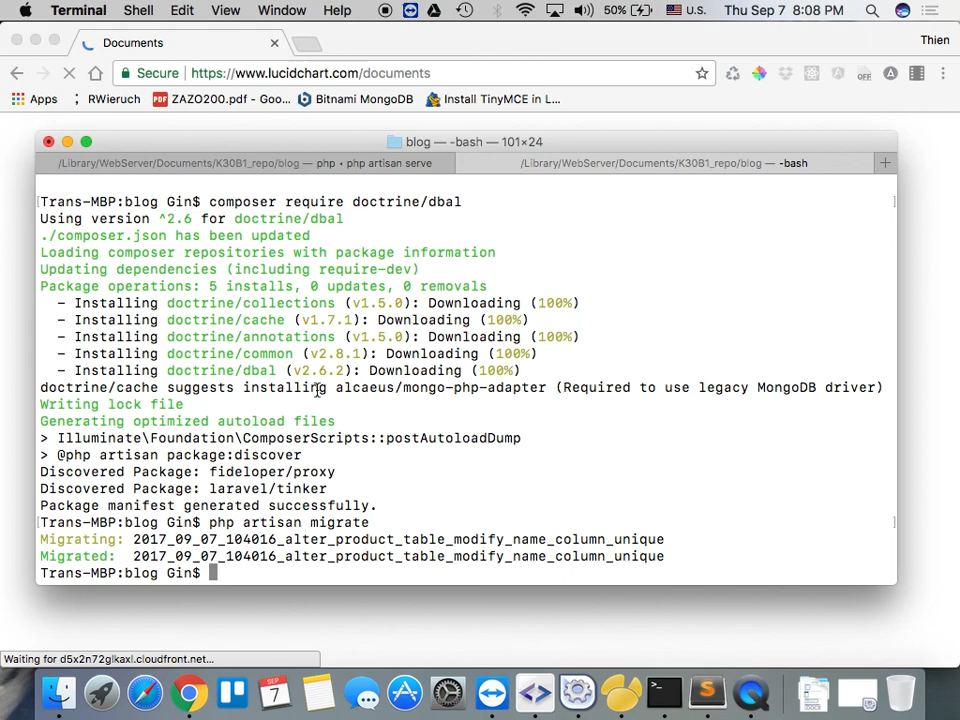 Terminal Shell Edit View Window Help 50% U.S. Thu Sep 7 8:08 PM
Documents
Thien
Secure https://www.lucidchart.com/documents
OFF
Apps RWieruch PDF ZAZO200.pdf - Goo... Bitnami MongoDB Install TinyMCE in L...
blog — -bash — 101×24
/Library/WebServer/Documents/K30B1_repo/blog — php • php artisan serve
/Library/WebServer/Documents/K30B1_repo/blog — -bash
[Trans-MBP:blog Gin$ composer require doctrine/dbal ]
Using version ^2.6 for doctrine/dbal
./composer.json has been updated
Loading composer repositories with package information
Updating dependencies (including require-dev)
Package operations: 5 installs, 0 updates, 0 removals
– Installing doctrine/collections (v1.5.0): Downloading (100%)
– Installing doctrine/cache (v1.7.1): Downloading (100%)
– Installing doctrine/annotations (v1.5.0): Downloading (100%)
– Installing doctrine/common (v2.8.1): Downloading (100%)
– Installing doctrine/dbal (v2.6.2): Downloading (100%)
doctrine/cache suggests installing alcaeus/mongo-php-adapter (Required to use legacy MongoDB driver)
Writing lock file
Generating optimized autoload files
> Illuminate\Foundation\ComposerScripts::postAutoloadDump
> @php artisan package:discover
Discovered Package: fideloper/proxy
Discovered Package: laravel/tinker
Package manifest generated successfully.
[Trans-MBP:blog Gin$ php artisan migrate ]
Migrating: 2017_09_07_104016_alter_product_table_modify_name_column_unique
Migrated: 2017_09_07_104016_alter_product_table_modify_name_column_unique
Trans-MBP:blog Gin$
Waiting for d5x2n72glkaxl.cloudfront.net...
SEP
7